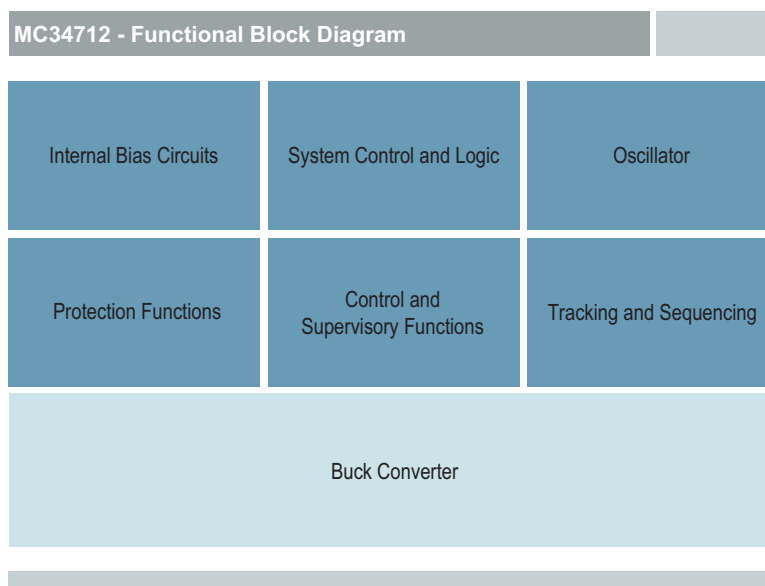 MC34712 - Functional Block Diagram
Internal Bias Circuits
System Control and Logic
Oscillator
Protection Functions
Control and
Supervisory Functions
Tracking and Sequencing
Buck Converter